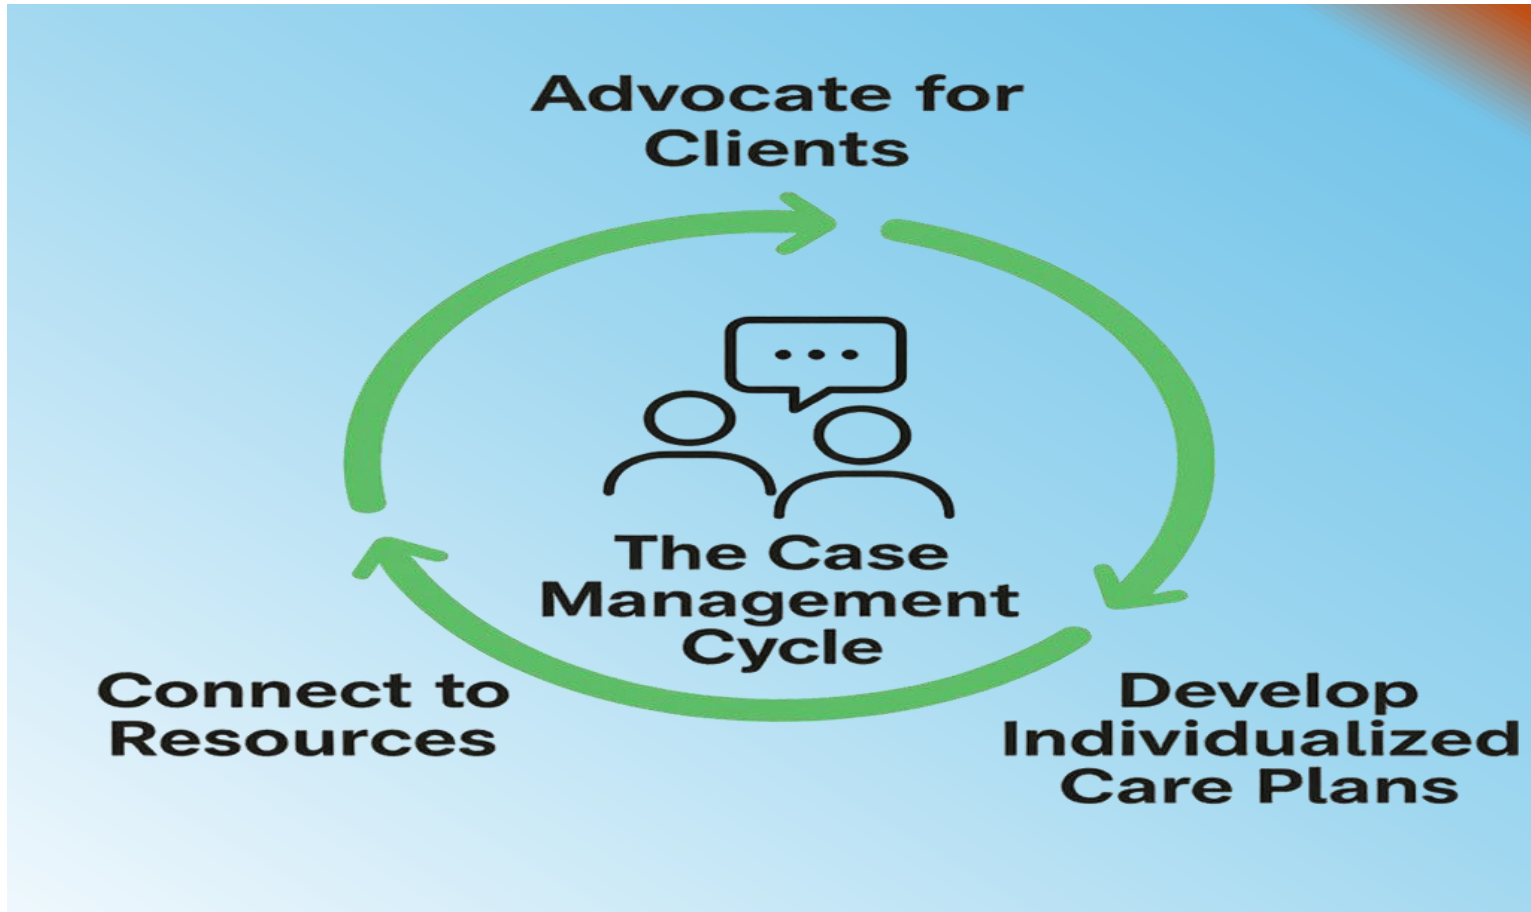 Advocate for
Clients
The Case
Management
Cycle
Connect to
Resources
Develop
Individualized
Care Plans